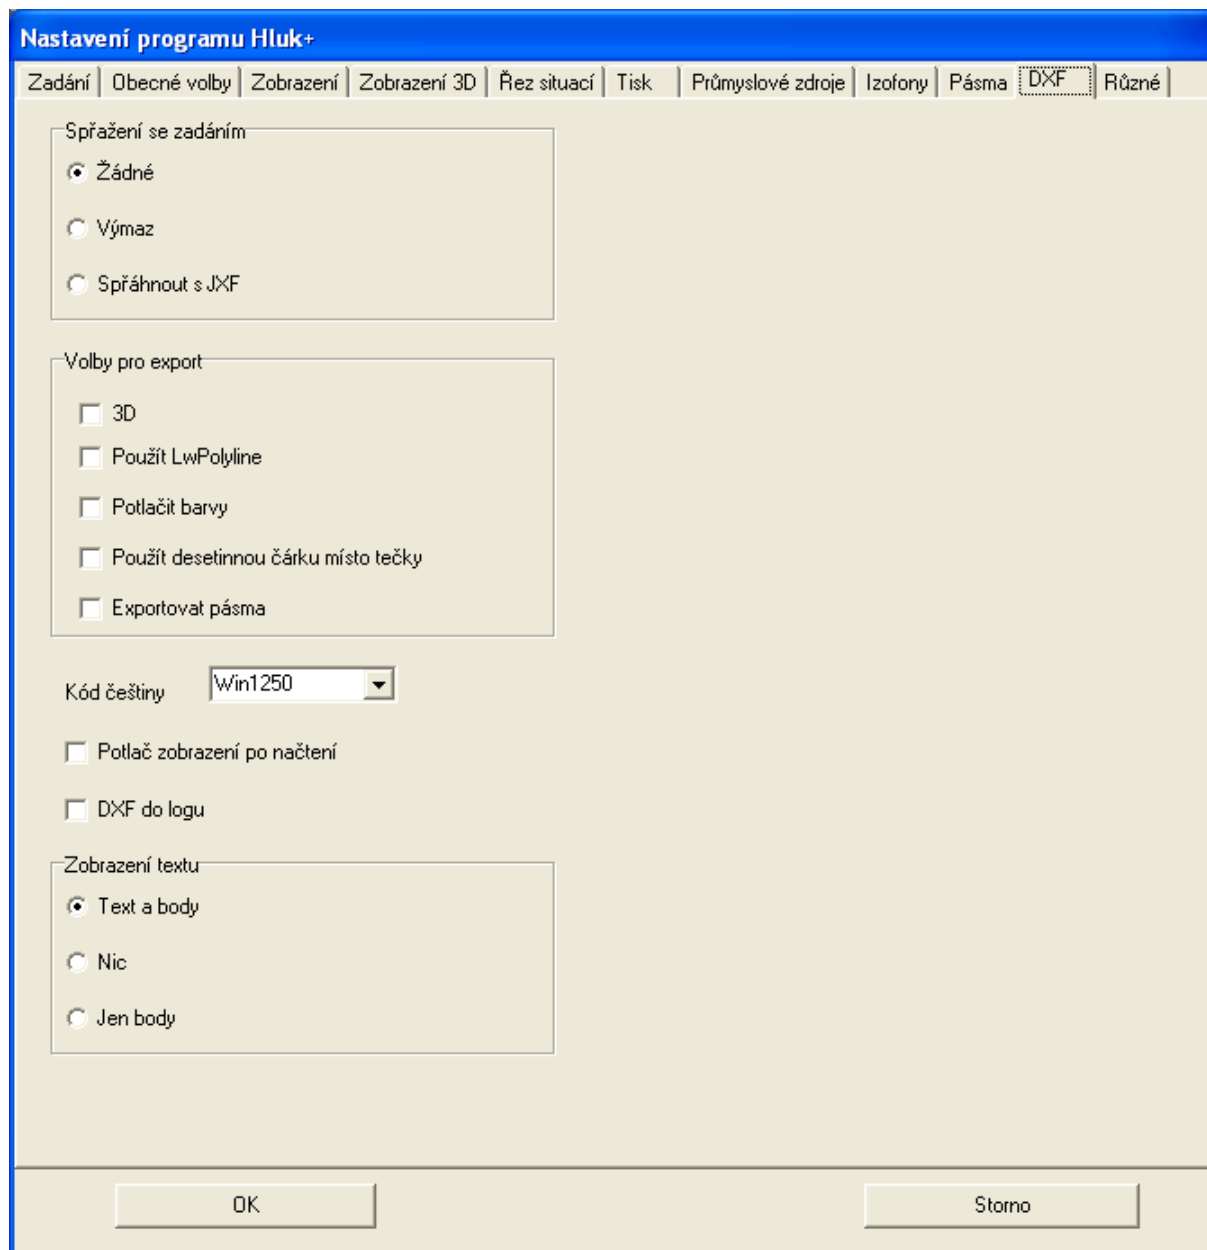 Nastavení programu Hluk+
Zadání Obecné volby Zobrazení Zobrazení 3D Řez situací Tisk Průmyslové zdroje Izofony Pásma DXF Různé
Spřažení se zadáním
Žádné
Výmaz
Spřáhnout s JXF
Volby pro export
3D
Použít LwPolyline
Potlačit barvy
Použít desetinnou čárku místo tečky
Exportovat pásma
Kód češtiny Win1250
Potlač zobrazení po načtení
DXF do logu
Zobrazení textu
Text a body
Nic
Jen body
OK Storno